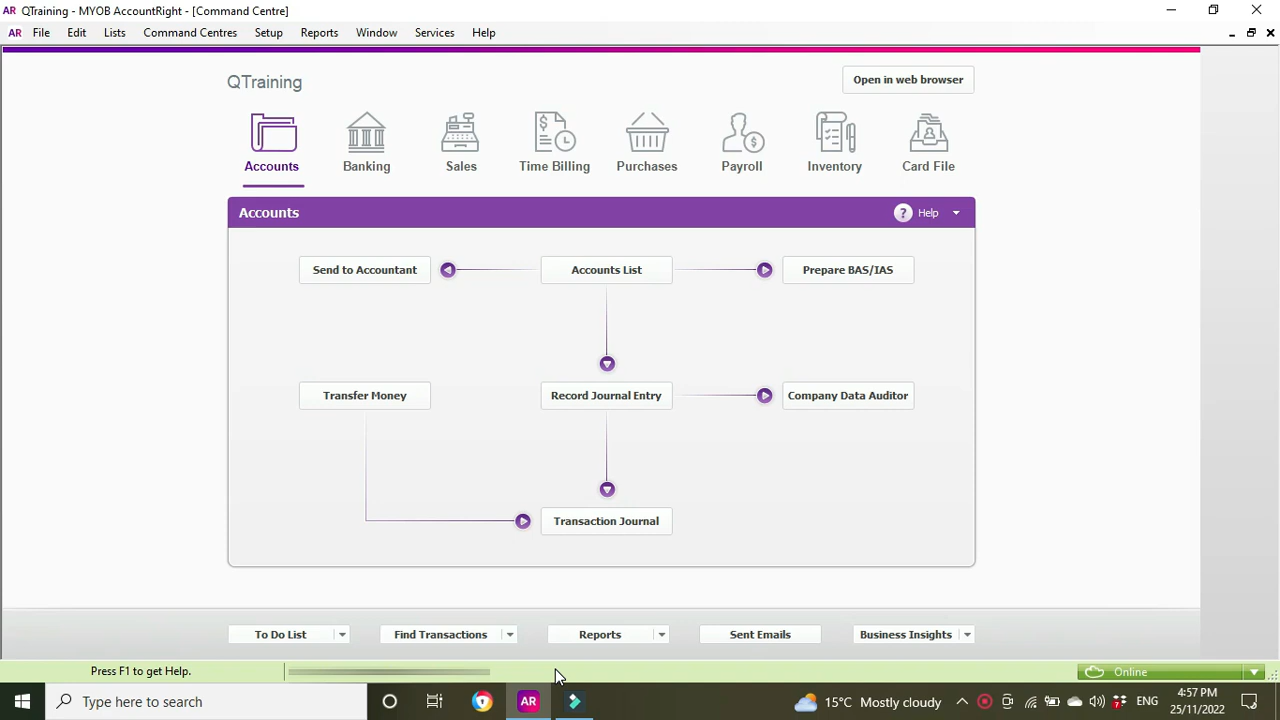 AR QTraining - MYOB AccountRight - [Command Centre]
AR File Edit Lists Command Centres Setup Reports Window Services Help
QTraining
Open in web browser
Accounts Banking Sales Time Billing Purchases Payroll Inventory Card File
Accounts
? Help
Send to Accountant Accounts List Prepare BAS/IAS
Transfer Money Record Journal Entry Company Data Auditor
Transaction Journal
To Do List Find Transactions Reports Sent Emails Business Insights
Press F1 to get Help. Online
Type here to search AR 15°C Mostly cloudy ENG 4:57 PM
25/11/2022